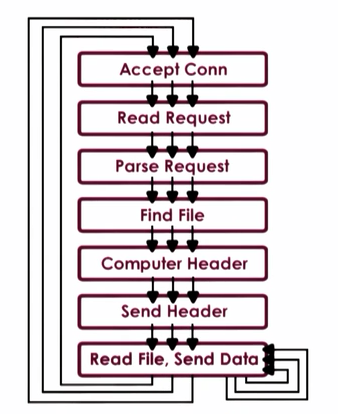 Accept Conn
Read Request
Parse Request
Find File
Computer Header
Send Header
Read File, Send Data